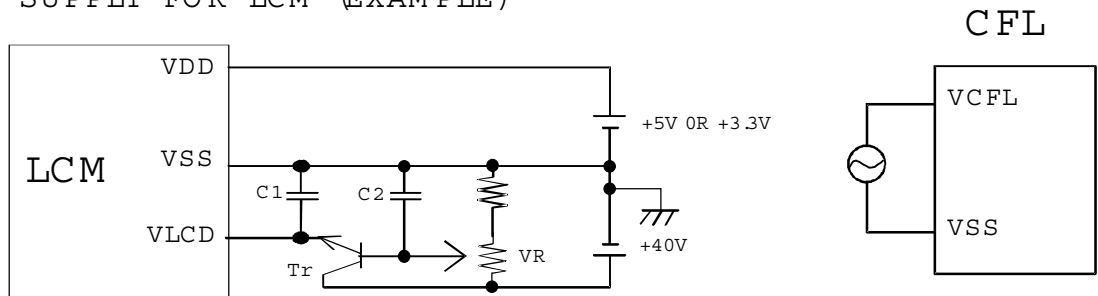 SUPPLY FOR LCM (EXAMPLE)
CFL
VDD
VCFL
+5V 0R +3.3V
LCM
VSS
C1
C2
VLCD
VSS
+40V
Tr
VR